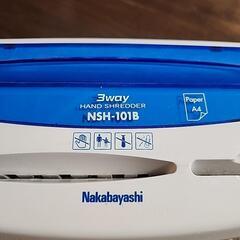 3way
HAND SHREDDER
NSH-101B
Paper
A4
Nakabayashi